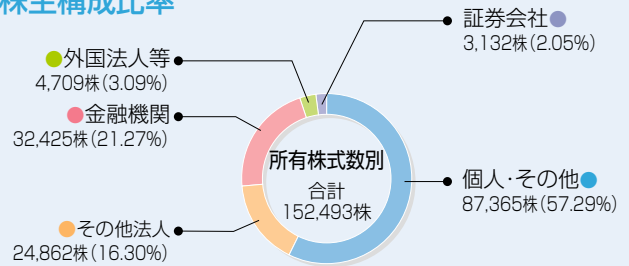 株主構成比率
証券会社
3,132株(2.05%)
外国法人等
4,709株(3.09%)
金融機関
32,425株(21.27%)
所有株式数別
合計
152,493株
個人・その他
87,365株(57.29%)
その他法人
24,862株(16.30%)